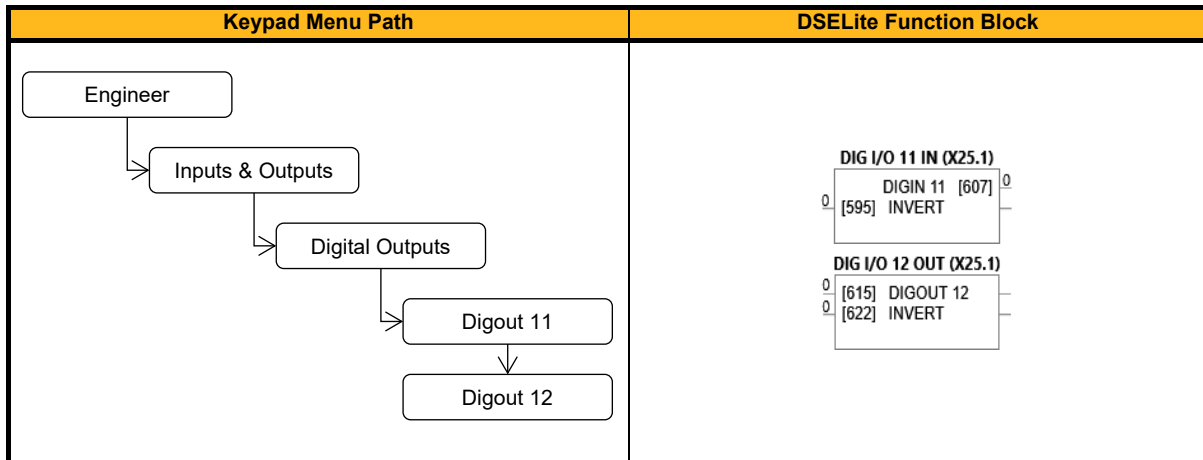 Keypad Menu Path
DSELite Function Block
Engineer
Inputs & Outputs
Digital Outputs
Digout 11
Digout 12
DIG I/O 11 IN (X25.1)
DIGIN 11 [607] 0
0 [595] INVERT
DIG I/O 12 OUT (X25.1)
0 [615] DIGOUT 12
0 [622] INVERT